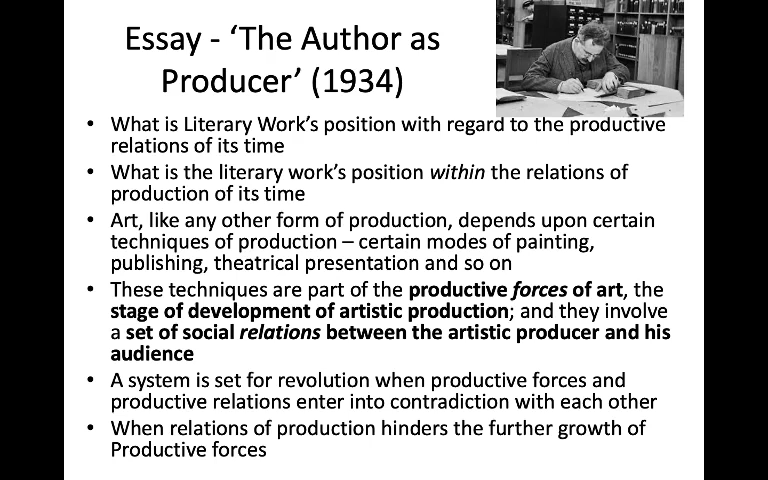 Essay - ‘The Author as
Producer’ (1934)
• What is Literary Work’s position with regard to the productive
relations of its time
• What is the literary work’s position within the relations of
production of its time
• Art, like any other form of production, depends upon certain
techniques of production – certain modes of painting,
publishing, theatrical presentation and so on
• These techniques are part of the productive forces of art, the
stage of development of artistic production; and they involve
a set of social relations between the artistic producer and his
audience
• A system is set for revolution when productive forces and
productive relations enter into contradiction with each other
• When relations of production hinders the further growth of
Productive forces